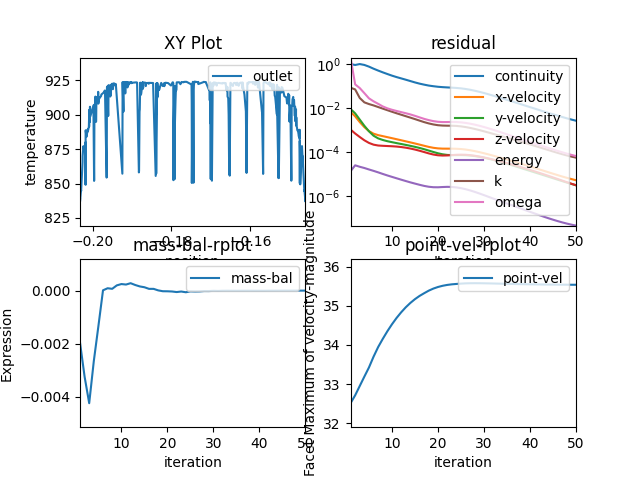 XY Plot
temperature
925
900
875
850
825
outlet
−0.20
−0.18
−0.16
position
residual
10⁰
10⁻²
10⁻⁴
10⁻⁶
continuity
x-velocity
y-velocity
z-velocity
energy
k
omega
10
20
30
40
50
iteration
mass-bal-rplot
Expression
0.000
−0.002
−0.004
mass-bal
10
20
30
40
50
iteration
point-vel-rplot
Facet Maximum of velocity-magnitude
36
35
34
33
32
point-vel
10
20
30
40
50
iteration